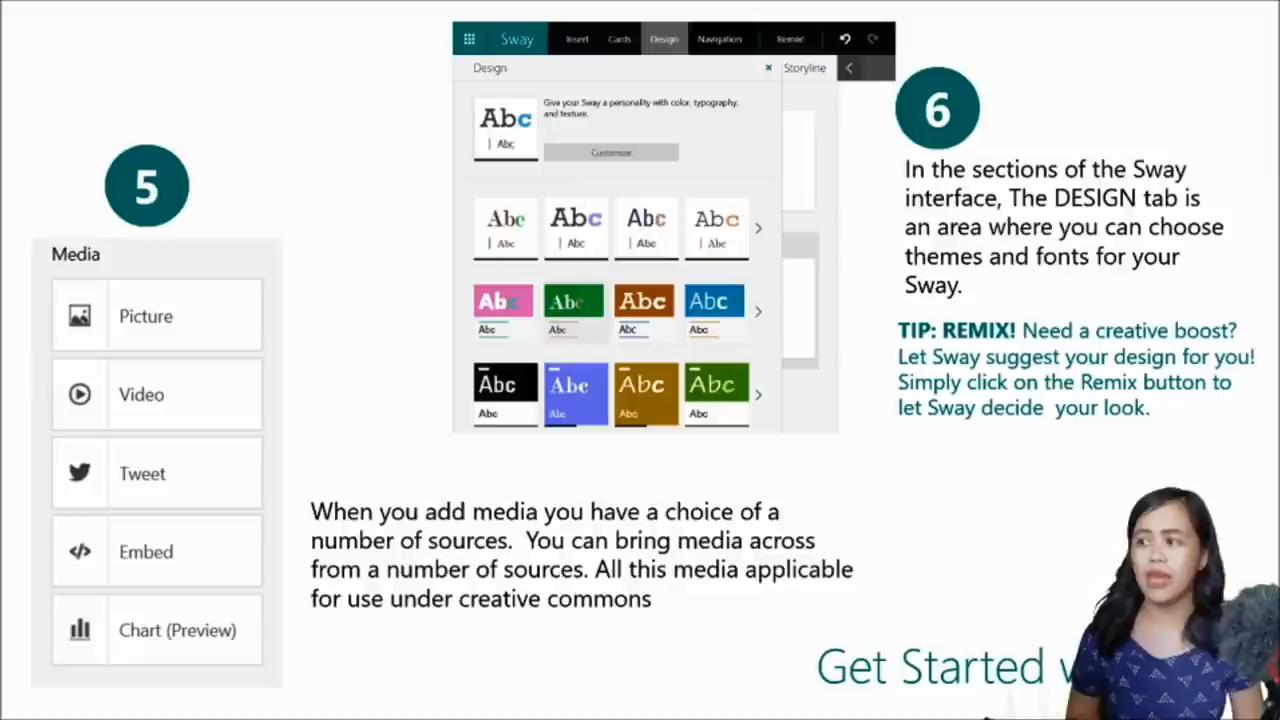 5
Media
Picture
Video
Tweet
Embed
Chart (Preview)
Sway Insert Cards Design Navigation Remix!
Design
Storyline
Give your Sway a personality with color, typography,
and texture.
Abc
Abc
Customize
Abc Abc Abc Abc
Abc Abc Abc Abc
Abc Abc Abc Abc
Abc Abc Abc Abc
Abc Abc Abc Abc
Abc Abc Abc Abc
6
In the sections of the Sway
interface, The DESIGN tab is
an area where you can choose
themes and fonts for your
Sway.
TIP: REMIX! Need a creative boost?
Let Sway suggest your design for you!
Simply click on the Remix button to
let Sway decide your look.
When you add media you have a choice of a
number of sources. You can bring media across
from a number of sources. All this media applicable
for use under creative commons
Get Started